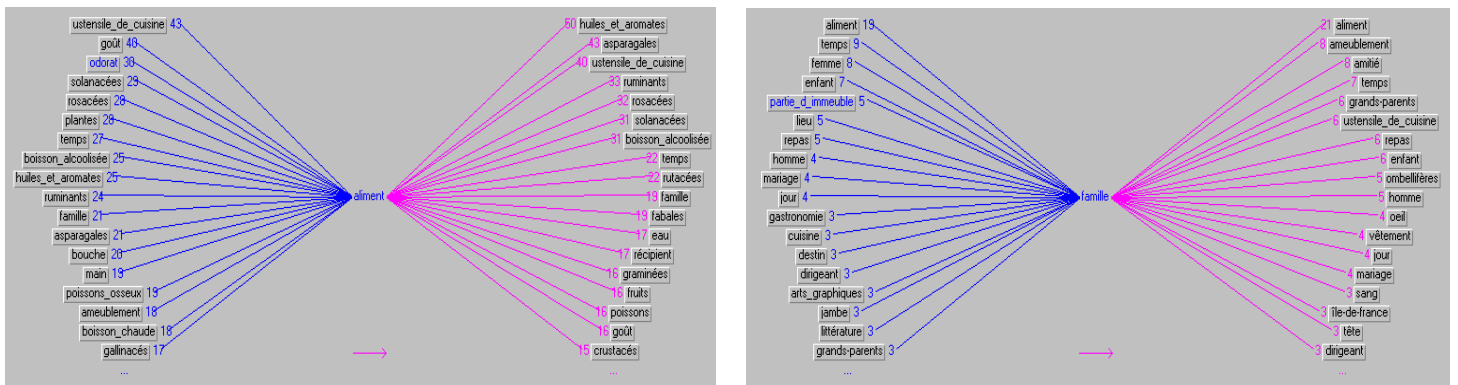 ustensile_de_cuisine 43
goût 40
odorat 30
solanacées 29
rosacées 28
plantes 28
temps 27
boisson_alcoolisée 25
huiles_et_aromates 25
ruminants 24
famille 21
asparagales 21
bouche 20
main 19
poissons_osseux 19
ameublement 18
boisson_chaude 18
gallinacés 17
...
aliment
50 huiles_et_aromates
43 asparagales
40 ustensile_de_cuisine
33 ruminants
32 rosacées
31 solanacées
31 boisson_alcoolisée
22 temps
22 rutacées
19 famille
19 fabales
17 eau
17 récipient
16 graminées
16 fruits
16 poissons
16 goût
15 crustacés
...
aliment 19
temps 9
femme 8
enfant 7
partie_d_immeuble 5
lieu 5
repas 5
homme 4
mariage 4
jour 4
gastronomie 3
cuisine 3
destin 3
dirigeant 3
arts_graphiques 3
jambe 3
littérature 3
grands-parents 3
...
famille
21 aliment
8 ameublement
8 amitié
7 temps
6 grands-parents
6 ustensile_de_cuisine
6 repas
6 enfant
5 ombellifères
5 homme
4 oeil
4 vêtement
4 jour
4 mariage
3 sang
3 île-de-france
3 tête
3 dirigeant
...